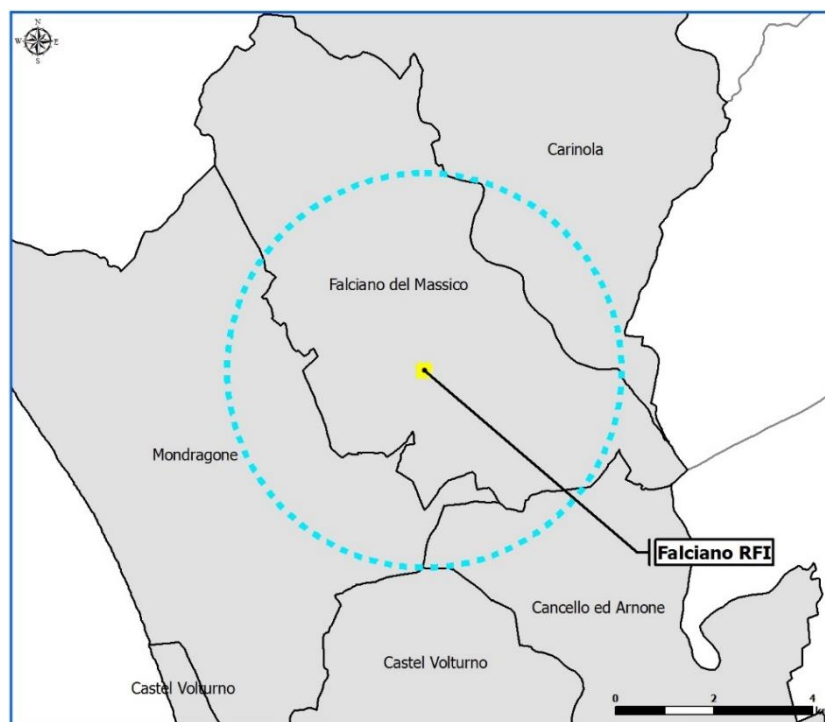 N
W E
S
Carinola
Falciano del Massico
Mondragone
Falciano RFI
Cancello ed Arnone
Castel Volturno
Castel Volturno
0 2 4